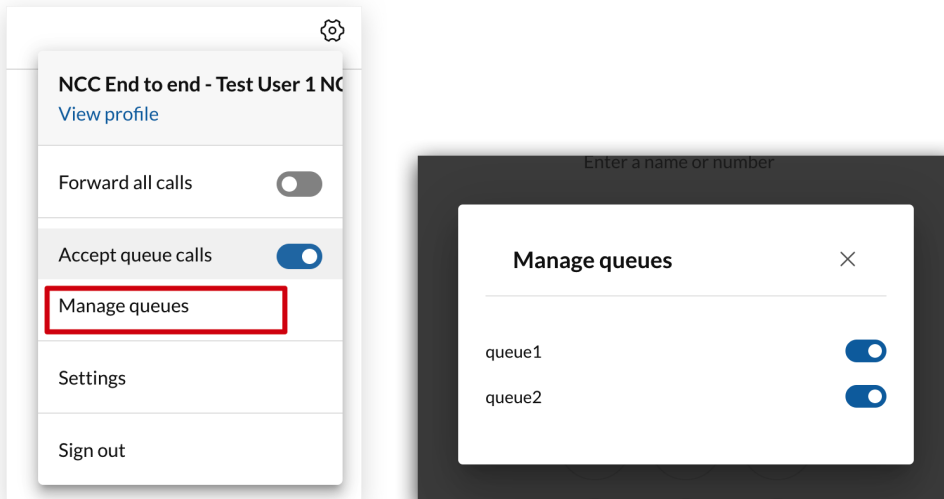 NCC End to end - Test User 1
View profile
Forward all calls
Accept queue calls
Manage queues
Settings
Sign out
Enter a name or number
Manage queues
queue1
queue2